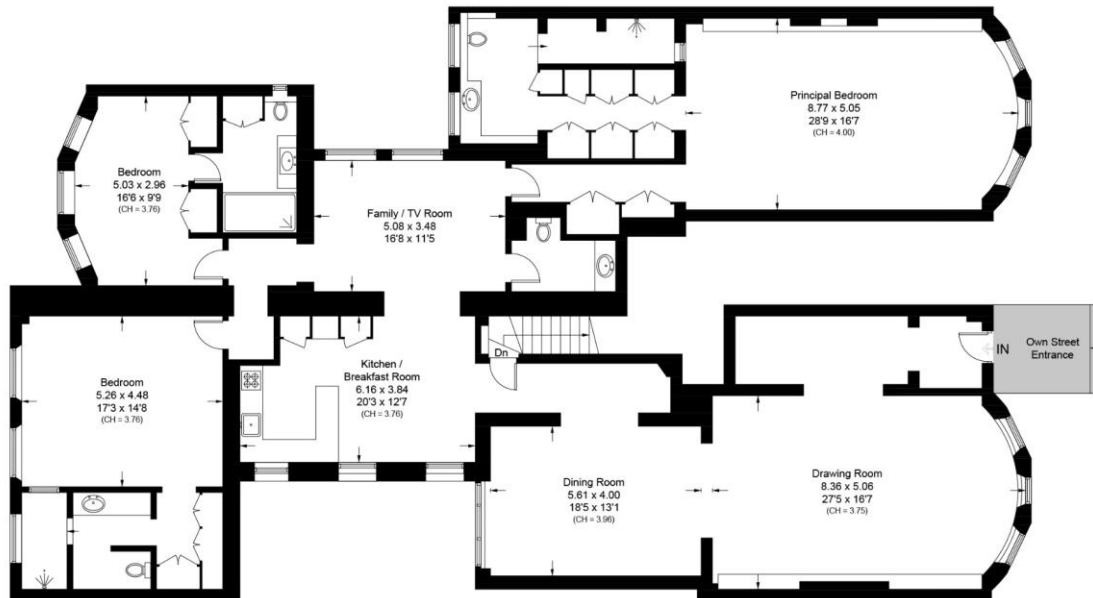 Principal Bedroom
8.77 x 5.05
28'9 x 16'7
(CH = 4.00)
Bedroom
5.03 x 2.96
16'6 x 9'9
(CH = 3.76)
Family / TV Room
5.08 x 3.48
16'8 x 11'5
IN
Own Street
Entrance
Dn
Kitchen /
Breakfast Room
6.16 x 3.84
20'3 x 12'7
(CH = 3.76)
Bedroom
5.26 x 4.48
17'3 x 14'8
(CH = 3.76)
Dining Room
5.61 x 4.00
18'5 x 13'1
(CH = 3.96)
Drawing Room
8.36 x 5.06
27'5 x 16'7
(CH = 3.75)